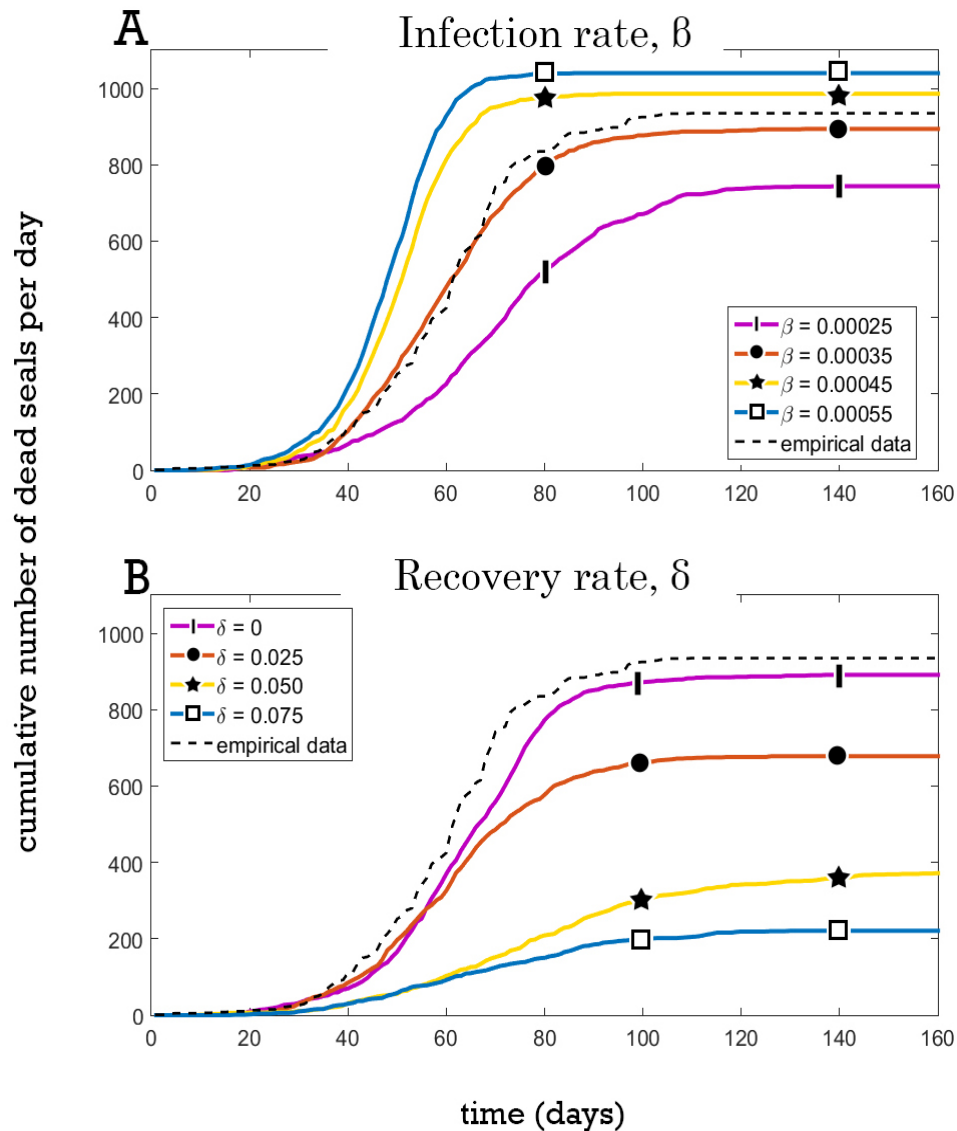 A
Infection rate, β
1000
800
600
400
200
0
0 20 40 60 80 100 120 140 160
β = 0.00025
β = 0.00035
β = 0.00045
β = 0.00055
empirical data
cumulative number of dead seals per day
B
Recovery rate, δ
1000
800
600
400
200
0
0 20 40 60 80 100 120 140 160
δ = 0
δ = 0.025
δ = 0.050
δ = 0.075
empirical data
time (days)